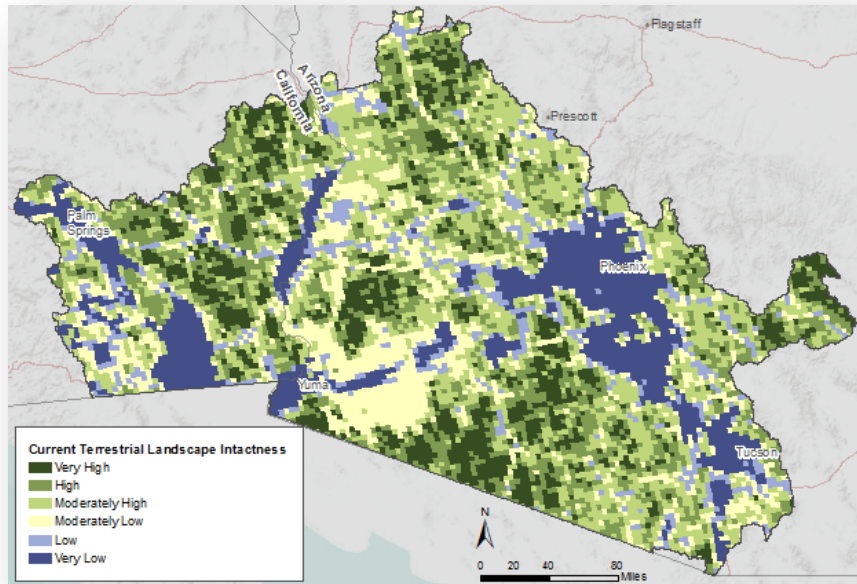 Flagstaff
Arizona
California
Prescott
Palm
Springs
Phoenix
Yuma
Tucson
Current Terrestrial Landscape Intactness
Very High
High
Moderately High
Moderately Low
Low
Very Low
N
0 20 40 80
Miles